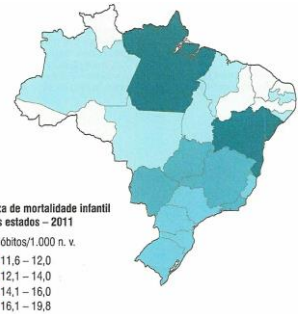 a de mortalidade infantil
s estados – 2011
óbitos/1.000 n. v.
11,6 – 12,0
12,1 – 14,0
14,1 – 16,0
16,1 – 19,8